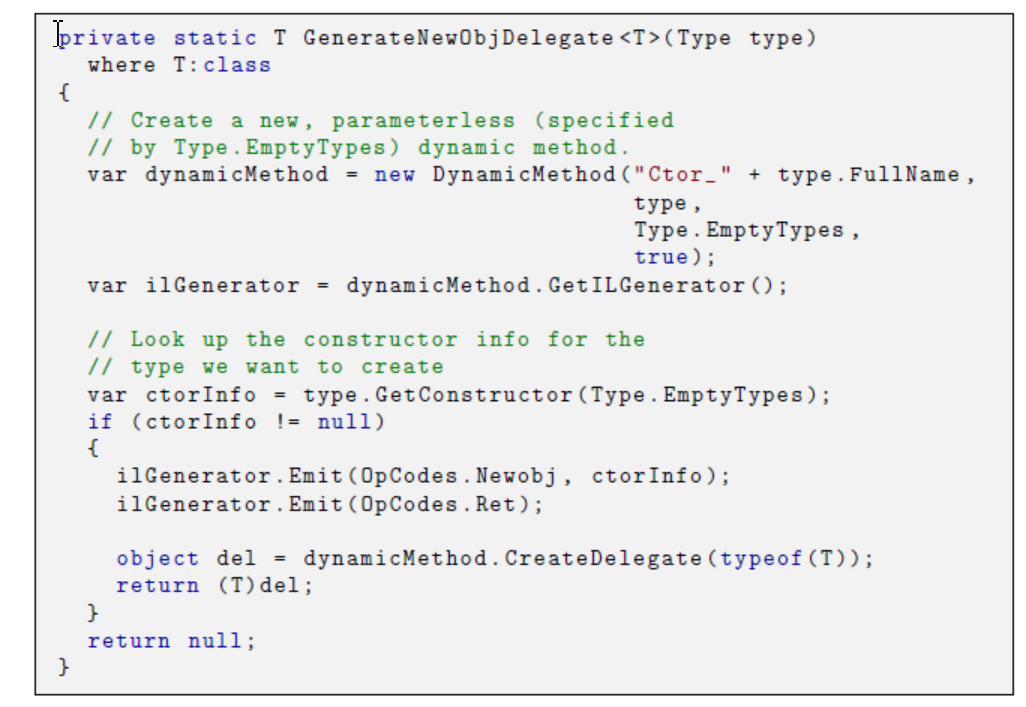 private static T GenerateNewObjDelegate<T>(Type type)
  where T:class
{
  // Create a new, parameterless (specified
  // by Type.EmptyTypes) dynamic method.
  var dynamicMethod = new DynamicMethod("Ctor_" + type.FullName,
                                        type,
                                        Type.EmptyTypes,
                                        true);
  var ilGenerator = dynamicMethod.GetILGenerator();

  // Look up the constructor info for the
  // type we want to create
  var ctorInfo = type.GetConstructor(Type.EmptyTypes);
  if (ctorInfo != null)
  {
    ilGenerator.Emit(OpCodes.Newobj, ctorInfo);
    ilGenerator.Emit(OpCodes.Ret);

    object del = dynamicMethod.CreateDelegate(typeof(T));
    return (T)del;
  }
  return null;
}